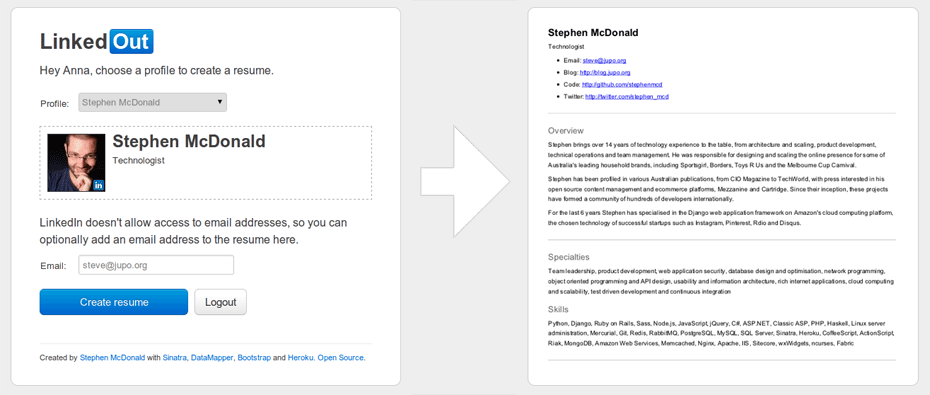 LinkedOut
Hey Anna, choose a profile to create a resume.
Profile: Stephen McDonald
Stephen McDonald
Technologist
in
LinkedIn doesn't allow access to email addresses, so you can
optionally add an email address to the resume here.
Email: steve@jupo.org
Create resume Logout
Created by Stephen McDonald with Sinatra, DataMapper, Bootstrap and Heroku. Open Source.
Stephen McDonald
Technologist
Email: steve@jupo.org
Blog: http://blog.jupo.org
Code: http://github.com/stephenmcd
Twitter: http://twitter.com/stephen_mcd
Overview
Stephen brings over 14 years of technology experience to the table, from architecture and scaling, product development,
technical operations and team management. He was responsible for designing and scaling the online presence for some of
Australia's leading household brands, including Sportsgirl, Borders, Toys R Us and the Melbourne Cup Carnival.
Stephen has been profiled in various Australian publications, from CIO Magazine to TechWorld, with press interested in his
open source content management and ecommerce platforms, Mezzanine and Cartridge. Since their inception, these projects
have formed a community of hundreds of developers internationally.
For the last 6 years Stephen has specialised in the Django web application framework on Amazon's cloud computing platform,
the chosen technology of successful startups such as Instagram, Pinterest, Rdio and Disqus.
Specialties
Team leadership, product development, web application security, database design and optimisation, network programming,
object oriented programming and API design, usability and information architecture, rich internet applications, cloud computing
and scalability, test driven development and continuous integration
Skills
Python, Django, Ruby on Rails, Sass, Node.js, JavaScript, jQuery, C#, ASP.NET, Classic ASP, PHP, Haskell, Linux server
administration, Mercurial, Git, Redis, RabbitMQ, PostgreSQL, MySQL, SQL Server, Sinatra, Heroku, CoffeeScript, ActionScript,
Riak, MongoDB, Amazon Web Services, Memcached, Nginx, Apache, IIS, Sitecore, wxWidgets, ncurses, Fabric